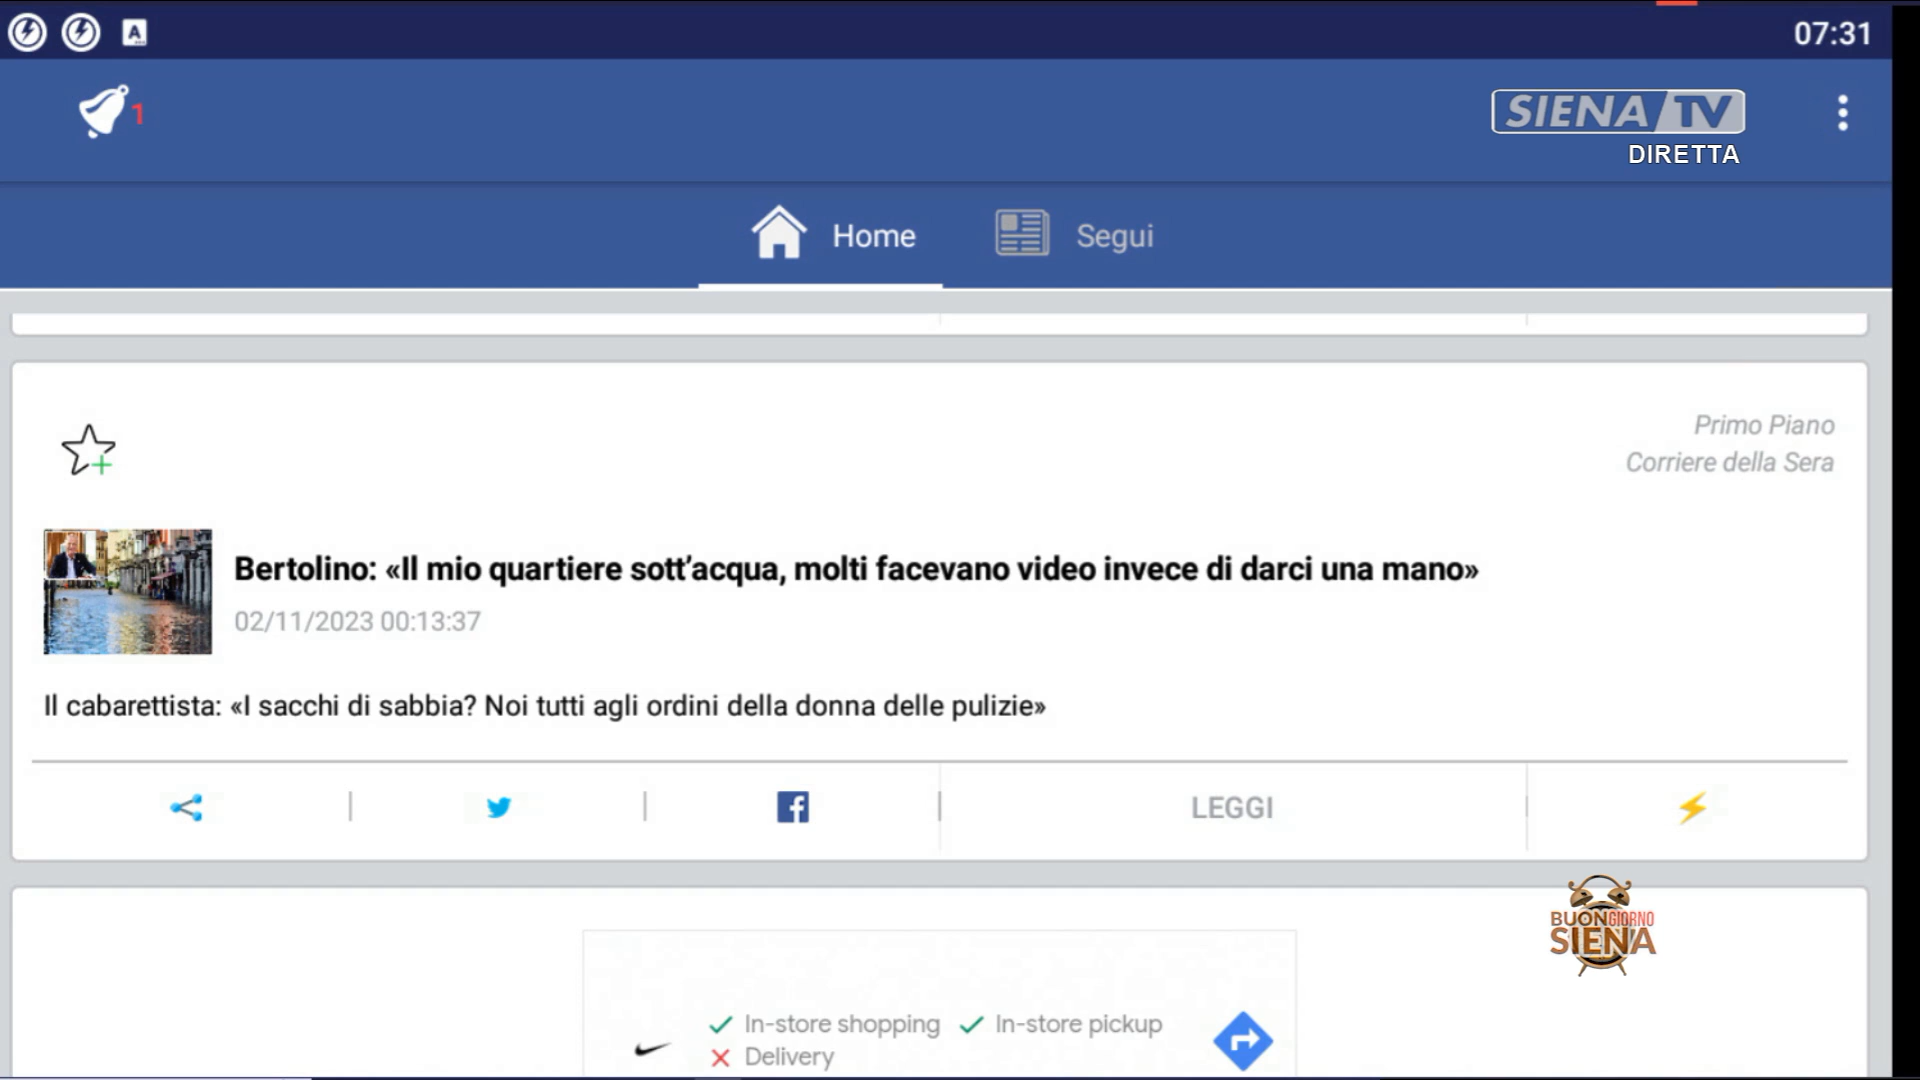 07:31
1
SIENA TV
DIRETTA
Home
Segui
Primo Piano
Corriere della Sera
Bertolino: «Il mio quartiere sott’acqua, molti facevano video invece di darci una mano»
02/11/2023 00:13:37
Il cabarettista: «I sacchi di sabbia? Noi tutti agli ordini della donna delle pulizie»
LEGGI
BUONGIORNO
SIENA
In-store shopping
In-store pickup
Delivery